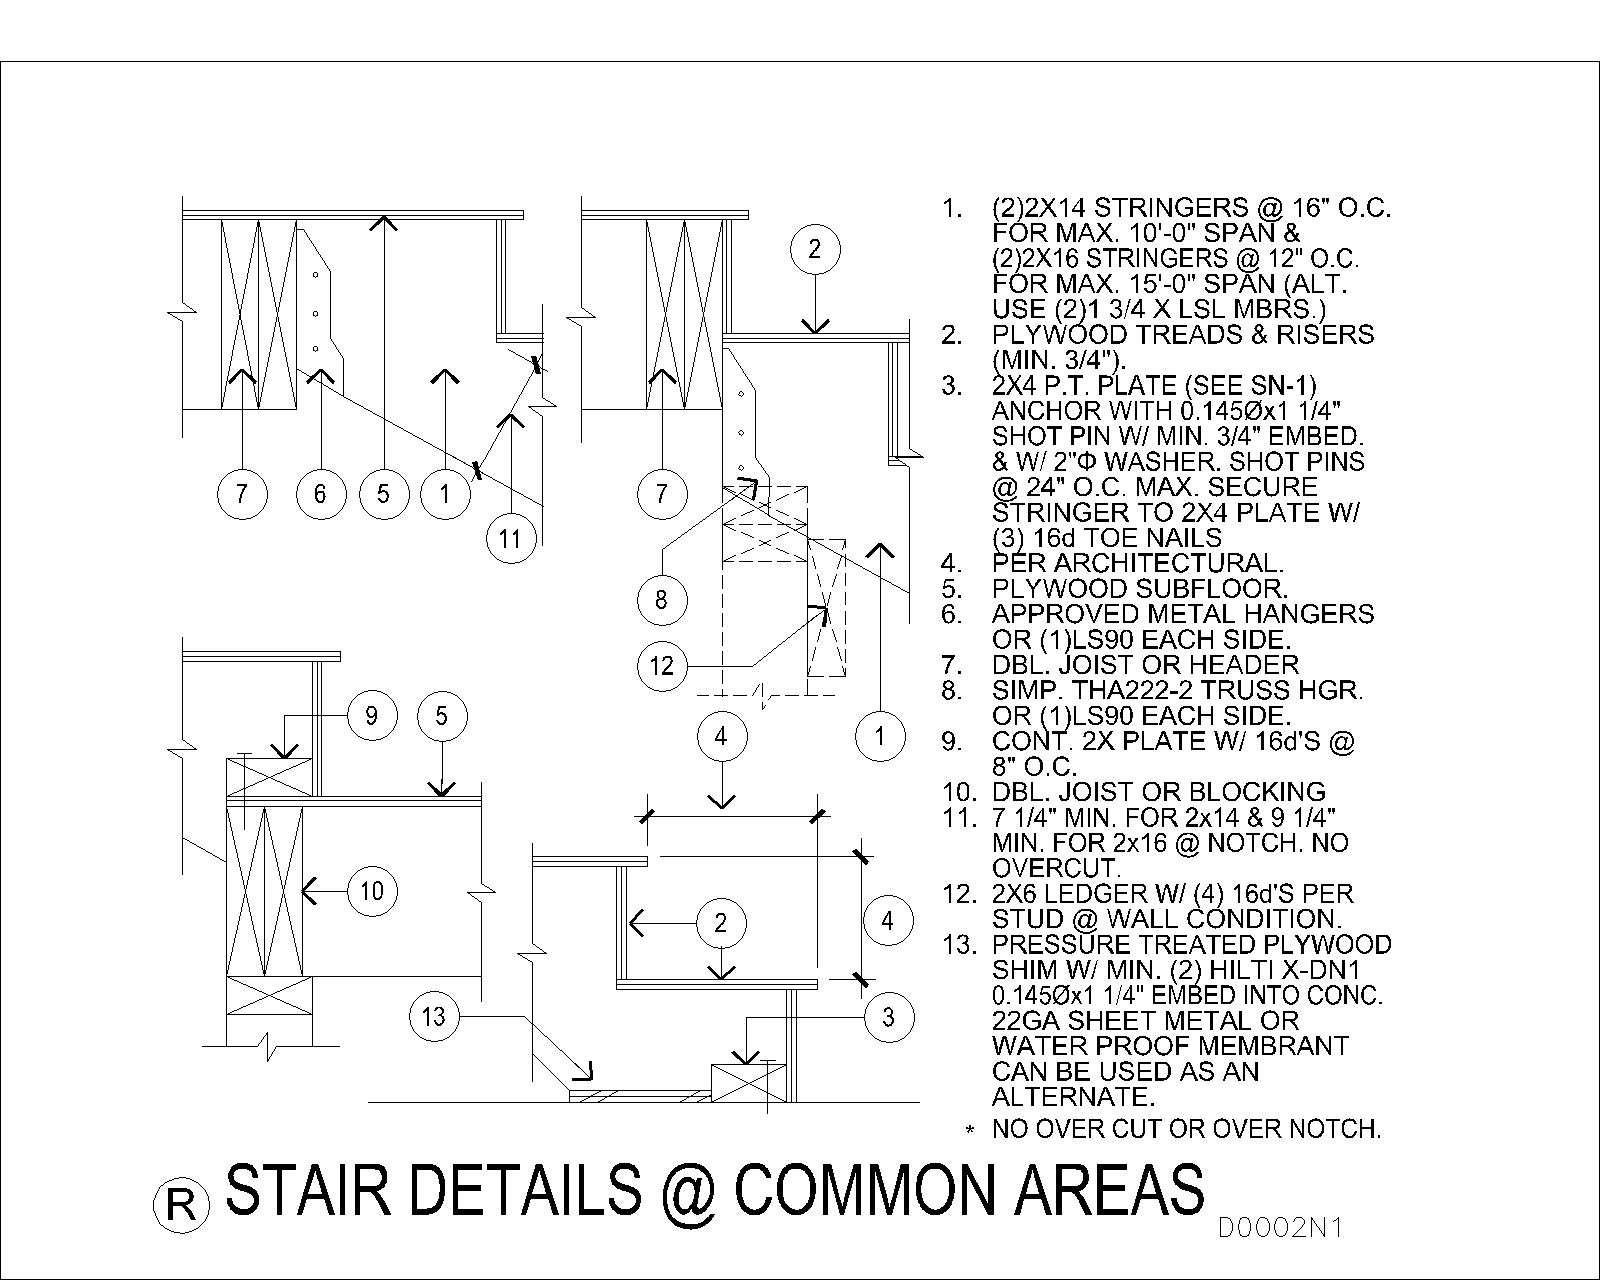 1. (2)2X14 STRINGERS @ 16" O.C.
FOR MAX. 10'-0" SPAN &
(2)2X16 STRINGERS @ 12" O.C.
FOR MAX. 15'-0" SPAN (ALT.
USE (2)1 3/4 X LSL MBRS.)
2. PLYWOOD TREADS & RISERS
(MIN. 3/4").
3. 2X4 P.T. PLATE (SEE SN-1)
ANCHOR WITH 0.145Øx1 1/4"
SHOT PIN W/ MIN. 3/4" EMBED.
& W/ 2"Φ WASHER. SHOT PINS
@ 24" O.C. MAX. SECURE
STRINGER TO 2X4 PLATE W/
(3) 16d TOE NAILS
4. PER ARCHITECTURAL.
5. PLYWOOD SUBFLOOR.
6. APPROVED METAL HANGERS
OR (1)LS90 EACH SIDE.
7. DBL. JOIST OR HEADER
8. SIMP. THA222-2 TRUSS HGR.
OR (1)LS90 EACH SIDE.
9. CONT. 2X PLATE W/ 16d'S @
8" O.C.
10. DBL. JOIST OR BLOCKING
11. 7 1/4" MIN. FOR 2x14 & 9 1/4"
MIN. FOR 2x16 @ NOTCH. NO
OVERCUT.
12. 2X6 LEDGER W/ (4) 16d'S PER
STUD @ WALL CONDITION.
13. PRESSURE TREATED PLYWOOD
SHIM W/ MIN. (2) HILTI X-DN1
0.145Øx1 1/4" EMBED INTO CONC.
22GA SHEET METAL OR
WATER PROOF MEMBRANT
CAN BE USED AS AN
ALTERNATE.
* NO OVER CUT OR OVER NOTCH.
2
7 6 5 1 7
11
8
12
9 5 4 1
10
2 4
13 3
R STAIR DETAILS @ COMMON AREAS
D0002N1